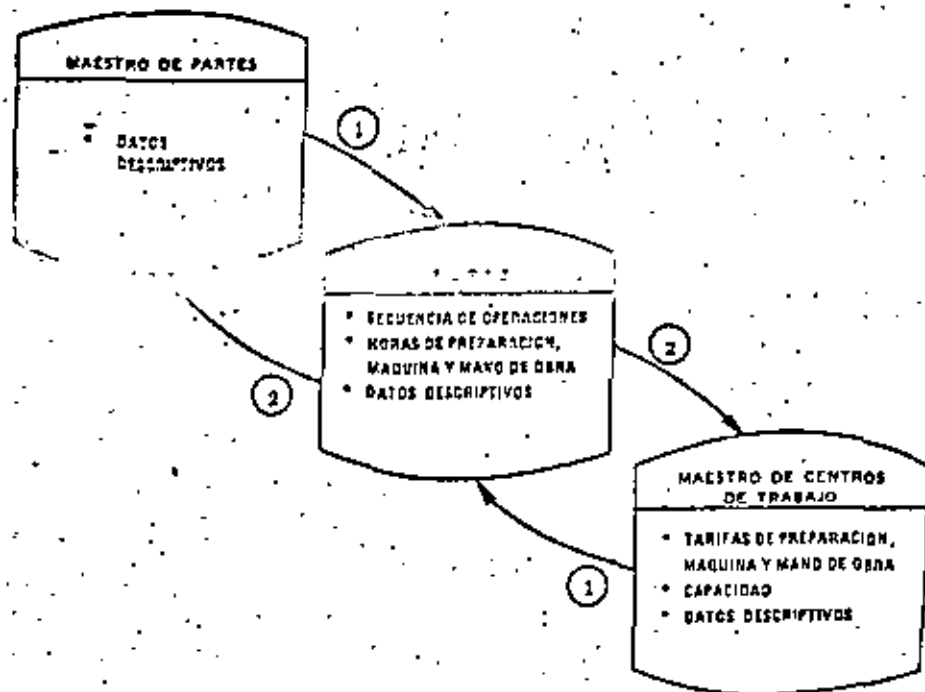 MAESTRO DE PARTES
* DATOS
DESCRIPTIVOS
1
* SECUENCIA DE OPERACIONES
* HORAS DE PREPARACION,
MAQUINA Y MANO DE OBRA
* DATOS DESCRIPTIVOS
2
2
MAESTRO DE CENTROS
DE TRABAJO
* TARIFAS DE PREPARACION,
MAQUINA Y MANO DE OBRA
* CAPACIDAD
* DATOS DESCRIPTIVOS
1